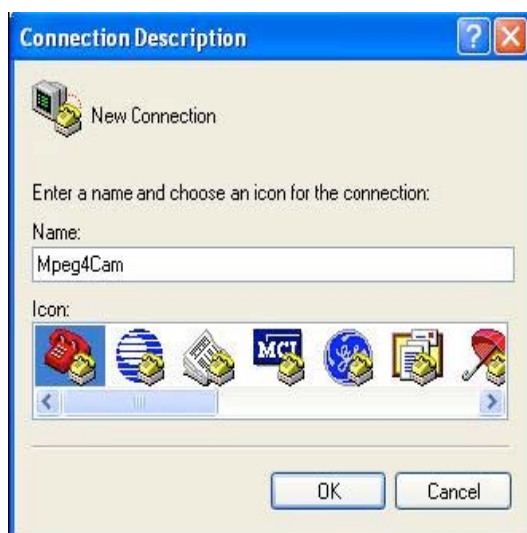 Connection Description
New Connection
Enter a name and choose an icon for the connection:
Name:
Mpeg4Cam
Icon:
MCI
OK Cancel